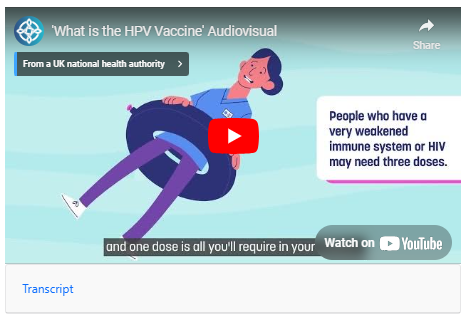 'What is the HPV Vaccine' Audiovisual
Share
From a UK national health authority
People who have a
very weakened
immune system or HIV
may need three doses.
and one dose is all you'll require in your
Watch on YouTube
Transcript